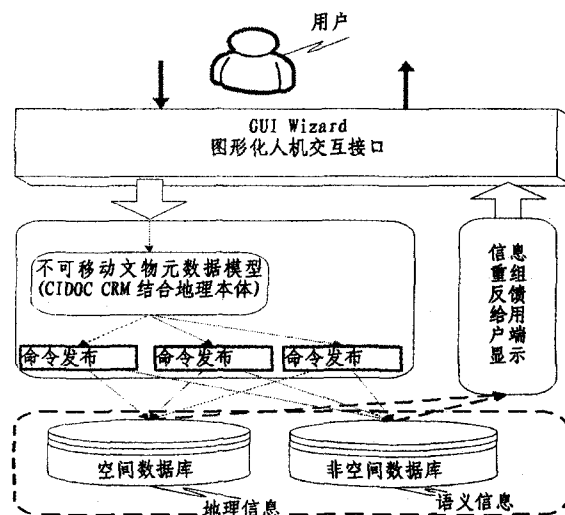 用户
GUI Wizard
图形化人机交互接口
不可移动文物元数据模型
(CIDOC CRM 结合地理本体)
命令发布
命令发布
命令发布
信息
重组
反馈
给用
户端
显示
空间数据库
非空间数据库
地理信息
语义信息